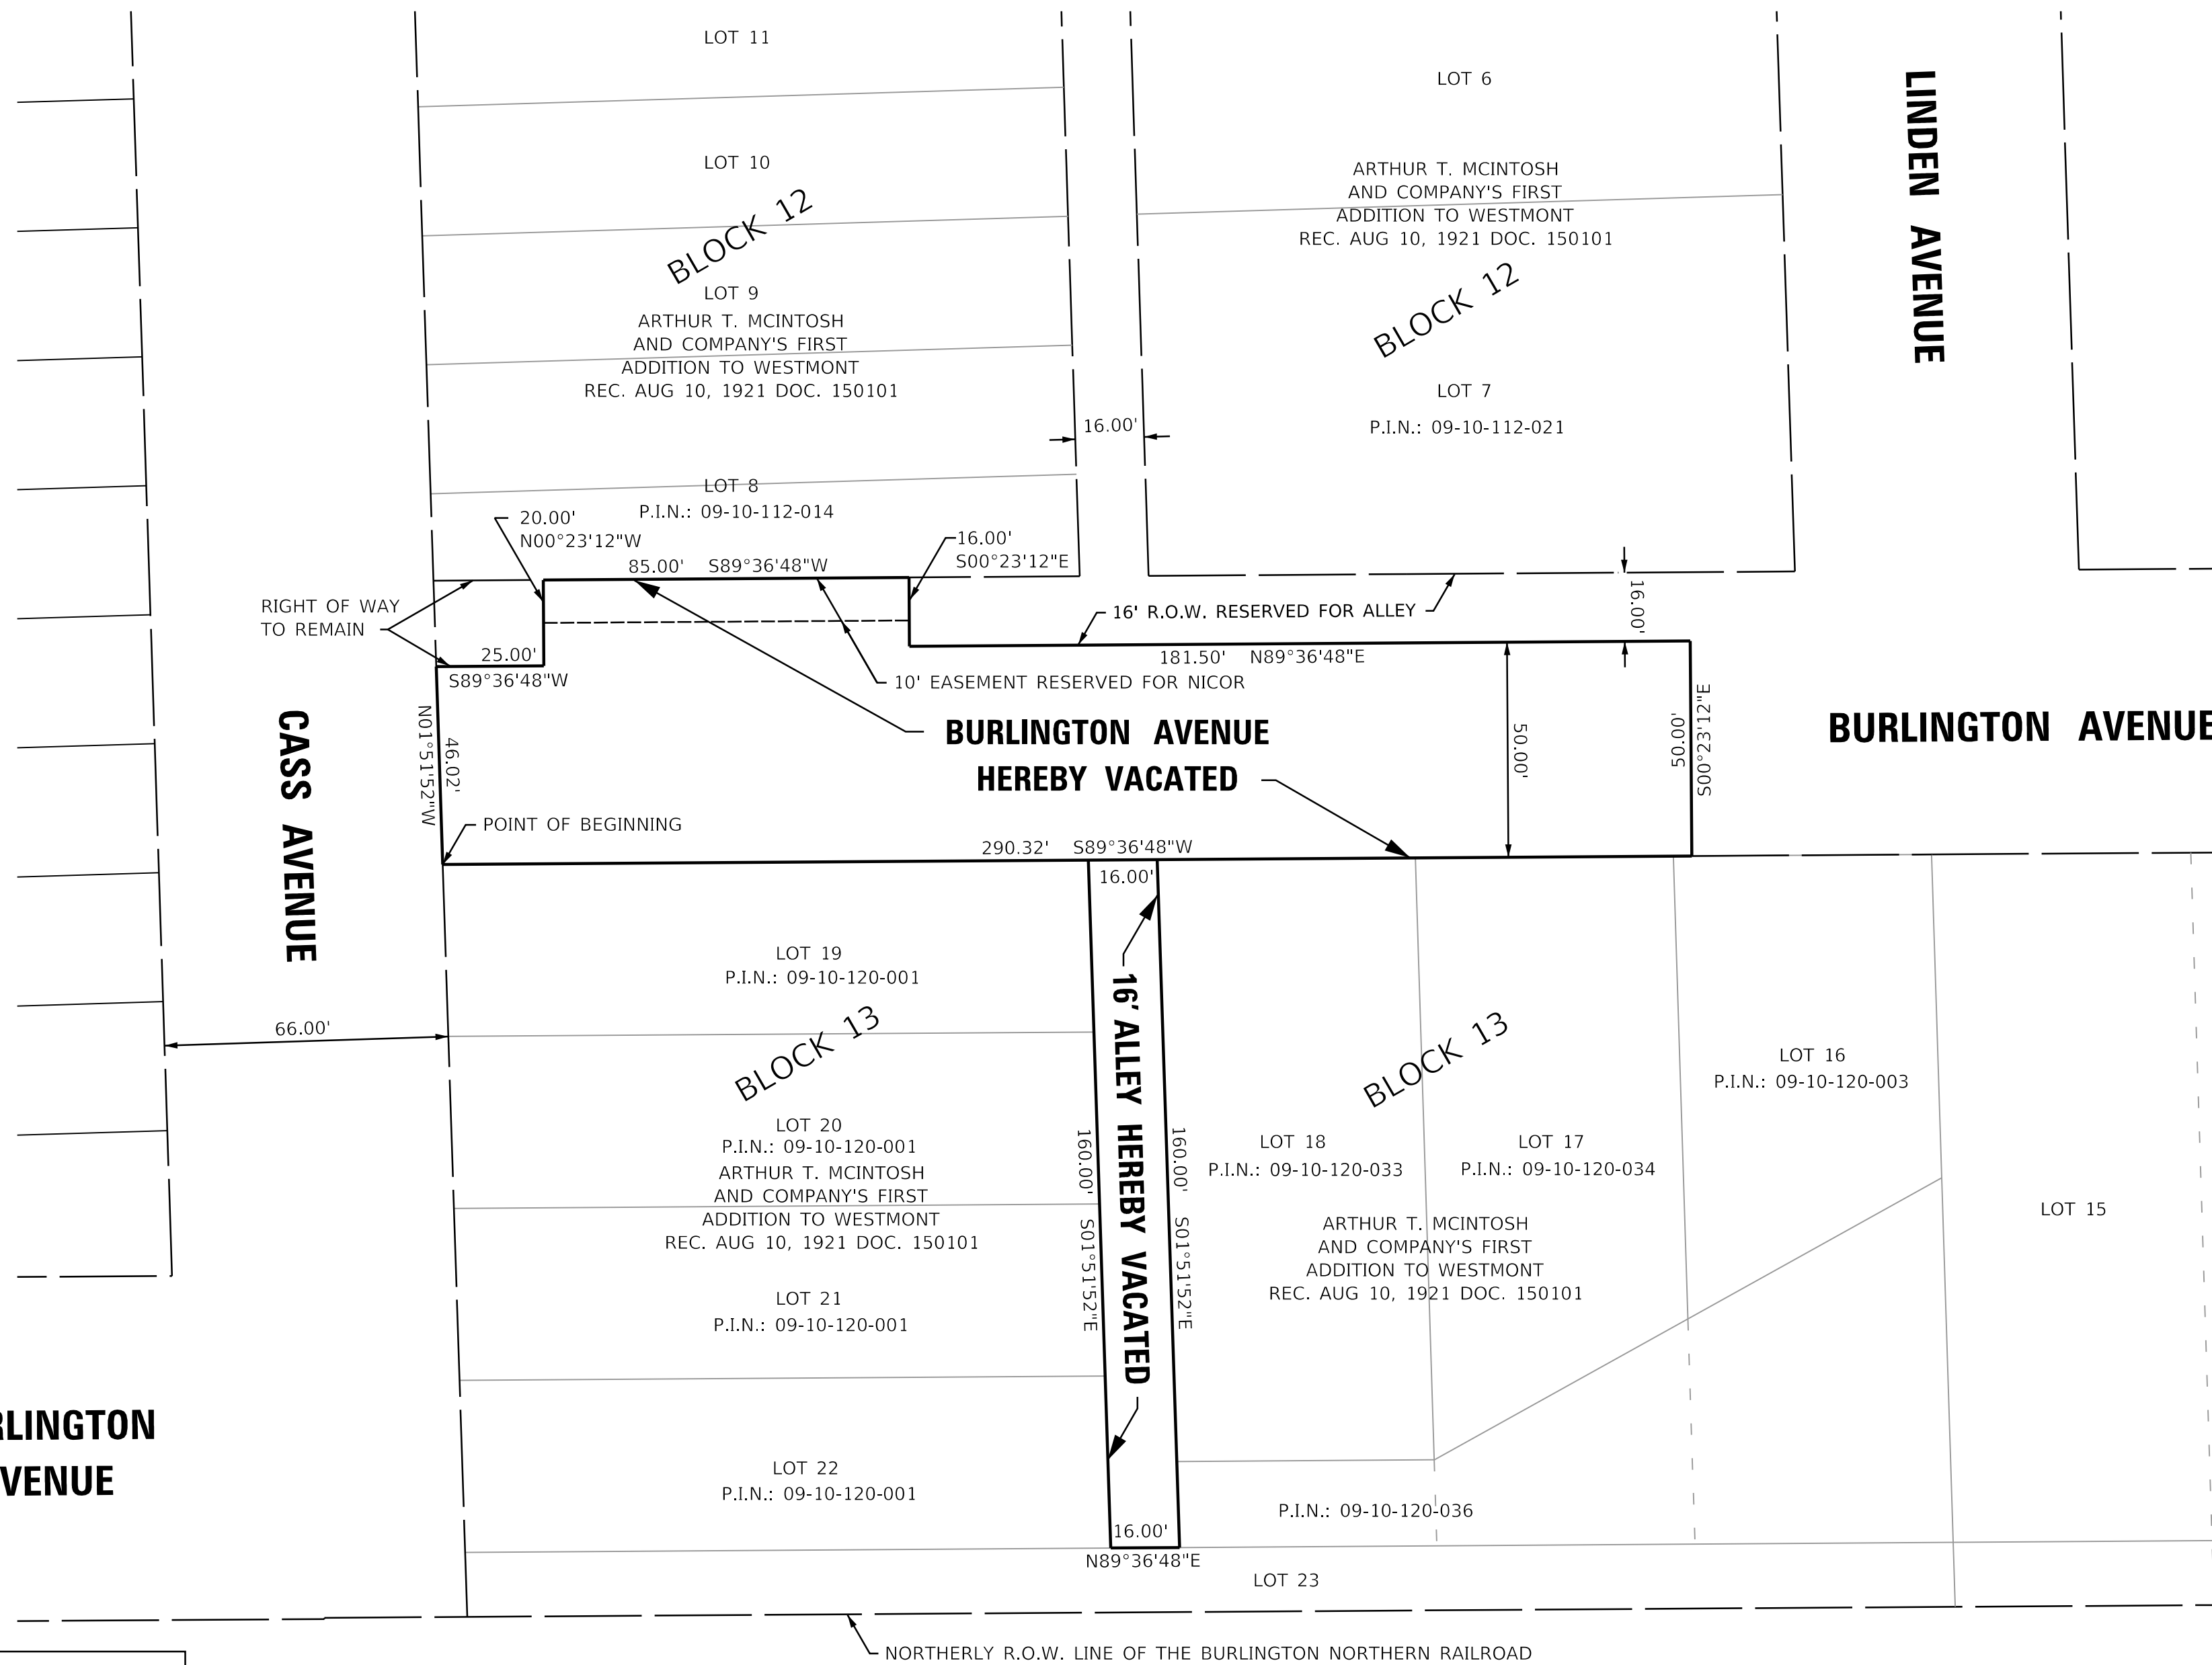 LOT 11
LOT 6
LINDEN AVENUE
LOT 10
BLOCK 12
LOT 9
ARTHUR T. MCINTOSH
AND COMPANY'S FIRST
ADDITION TO WESTMONT
REC. AUG 10, 1921 DOC. 150101
ARTHUR T. MCINTOSH
AND COMPANY'S FIRST
ADDITION TO WESTMONT
REC. AUG 10, 1921 DOC. 150101
BLOCK 12
LOT 7
P.I.N.: 09-10-112-021
16.00'
LOT 8
P.I.N.: 09-10-112-014
20.00'
N00°23'12"W
85.00' S89°36'48"W
16.00'
S00°23'12"E
RIGHT OF WAY
TO REMAIN
16' R.O.W. RESERVED FOR ALLEY
16.00'
25.00'
S89°36'48"W
181.50' N89°36'48"E
10' EASEMENT RESERVED FOR NICOR
BURLINGTON AVENUE
HEREBY VACATED
N01°51'52"W
46.02'
50.00'
50.00'
S00°23'12"E
BURLINGTON AVENUE
CASS AVENUE
POINT OF BEGINNING
290.32' S89°36'48"W
16.00'
LOT 19
P.I.N.: 09-10-120-001
BLOCK 13
66.00'
LOT 20
P.I.N.: 09-10-120-001
ARTHUR T. MCINTOSH
AND COMPANY'S FIRST
ADDITION TO WESTMONT
REC. AUG 10, 1921 DOC. 150101
LOT 21
P.I.N.: 09-10-120-001
LOT 22
P.I.N.: 09-10-120-001
160.00' S01°51'52"E
16' ALLEY HEREBY VACATED
160.00' S01°51'52"E
16.00'
N89°36'48"E
BLOCK 13
LOT 18
P.I.N.: 09-10-120-033
LOT 17
P.I.N.: 09-10-120-034
LOT 16
P.I.N.: 09-10-120-003
LOT 15
ARTHUR T. MCINTOSH
AND COMPANY'S FIRST
ADDITION TO WESTMONT
REC. AUG 10, 1921 DOC. 150101
P.I.N.: 09-10-120-036
LOT 23
RLINGTON
VENUE
NORTHERLY R.O.W. LINE OF THE BURLINGTON NORTHERN RAILROAD